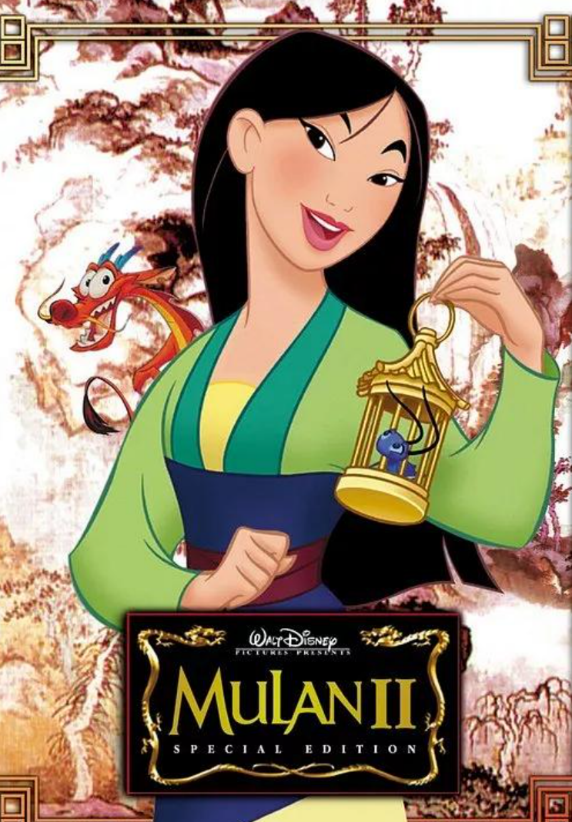 Walt Disney
PICTURES PRESENTS
MULAN II
SPECIAL EDITION